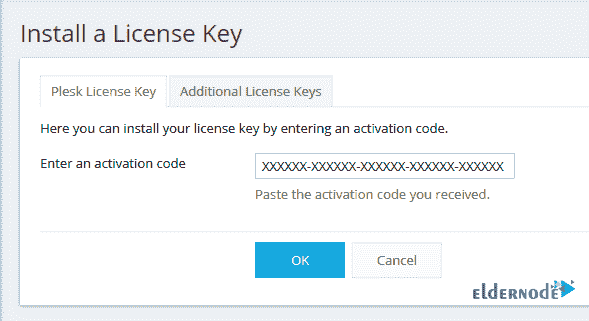 Install a License Key
Plesk License Key
Additional License Keys
Here you can install your license key by entering an activation code.
Enter an activation code
XXXXXX-XXXXXX-XXXXXX-XXXXXX-XXXXXX
Paste the activation code you received.
OK
Cancel
ELDERNODE